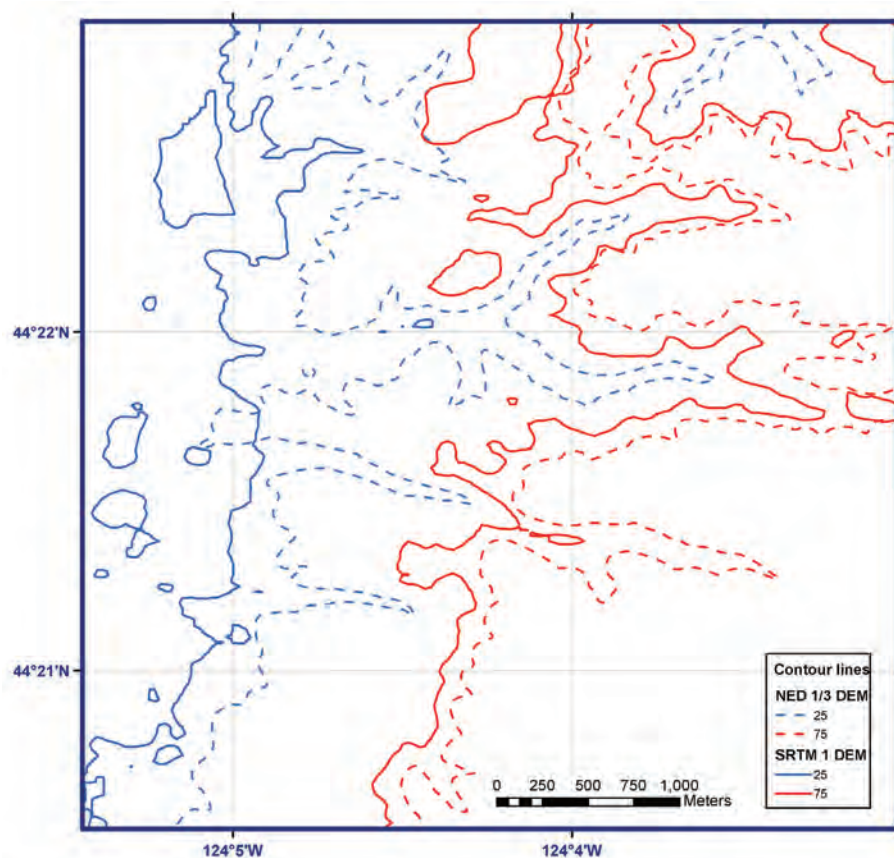 44°22'N
44°21'N
Contour lines
NED 1/3 DEM
25
75
SRTM 1 DEM
25
75
0 250 500 750 1,000
Meters
124°5'W 124°4'W